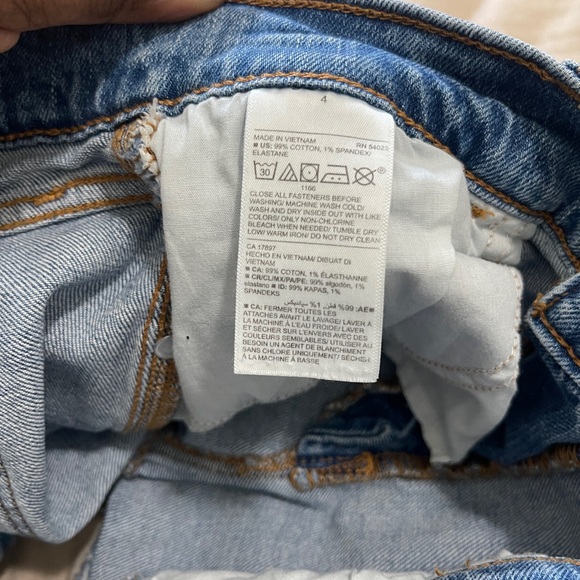 4
MADE IN VIETNAM RN 54023
■ US: 99% COTTON, 1% SPANDEX/
ELASTANE
30
1166
CLOSE ALL FASTENERS BEFORE
WASHING/ MACHINE WASH COLD/
WASH AND DRY INSIDE OUT WITH LIKE
COLORS/ ONLY NON-CHLORINE
BLEACH WHEN NEEDED/ TUMBLE DRY
LOW/ WARM IRON/ DO NOT DRY CLEAN
CA 17897
HECHO EN VIETNAM/ DIBUAT DI
VIETNAM
■ CA: 99% COTON, 1% ÉLASTHANNE
■ CR/CL/MX/PA/PE: 99% algodón, 1%
elastano ■ ID: 99% KAPAS, 1%
SPANDEKS
■ AE: 99% قطن, 1% سبانديكس
■ CA: FERMER TOUTES LES
ATTACHES AVANT LE LAVAGE/ LAVER À
LA MACHINE À L'EAU FROIDE/ LAVER
ET SÉCHER SUR L'ENVERS AVEC DES
COULEURS SEMBLABLES/ UTILISER AU
BESOIN UN AGENT DE BLANCHIMENT
SANS CHLORE UNIQUEMENT/ SÉCHER
À LA MACHINE À BASSE